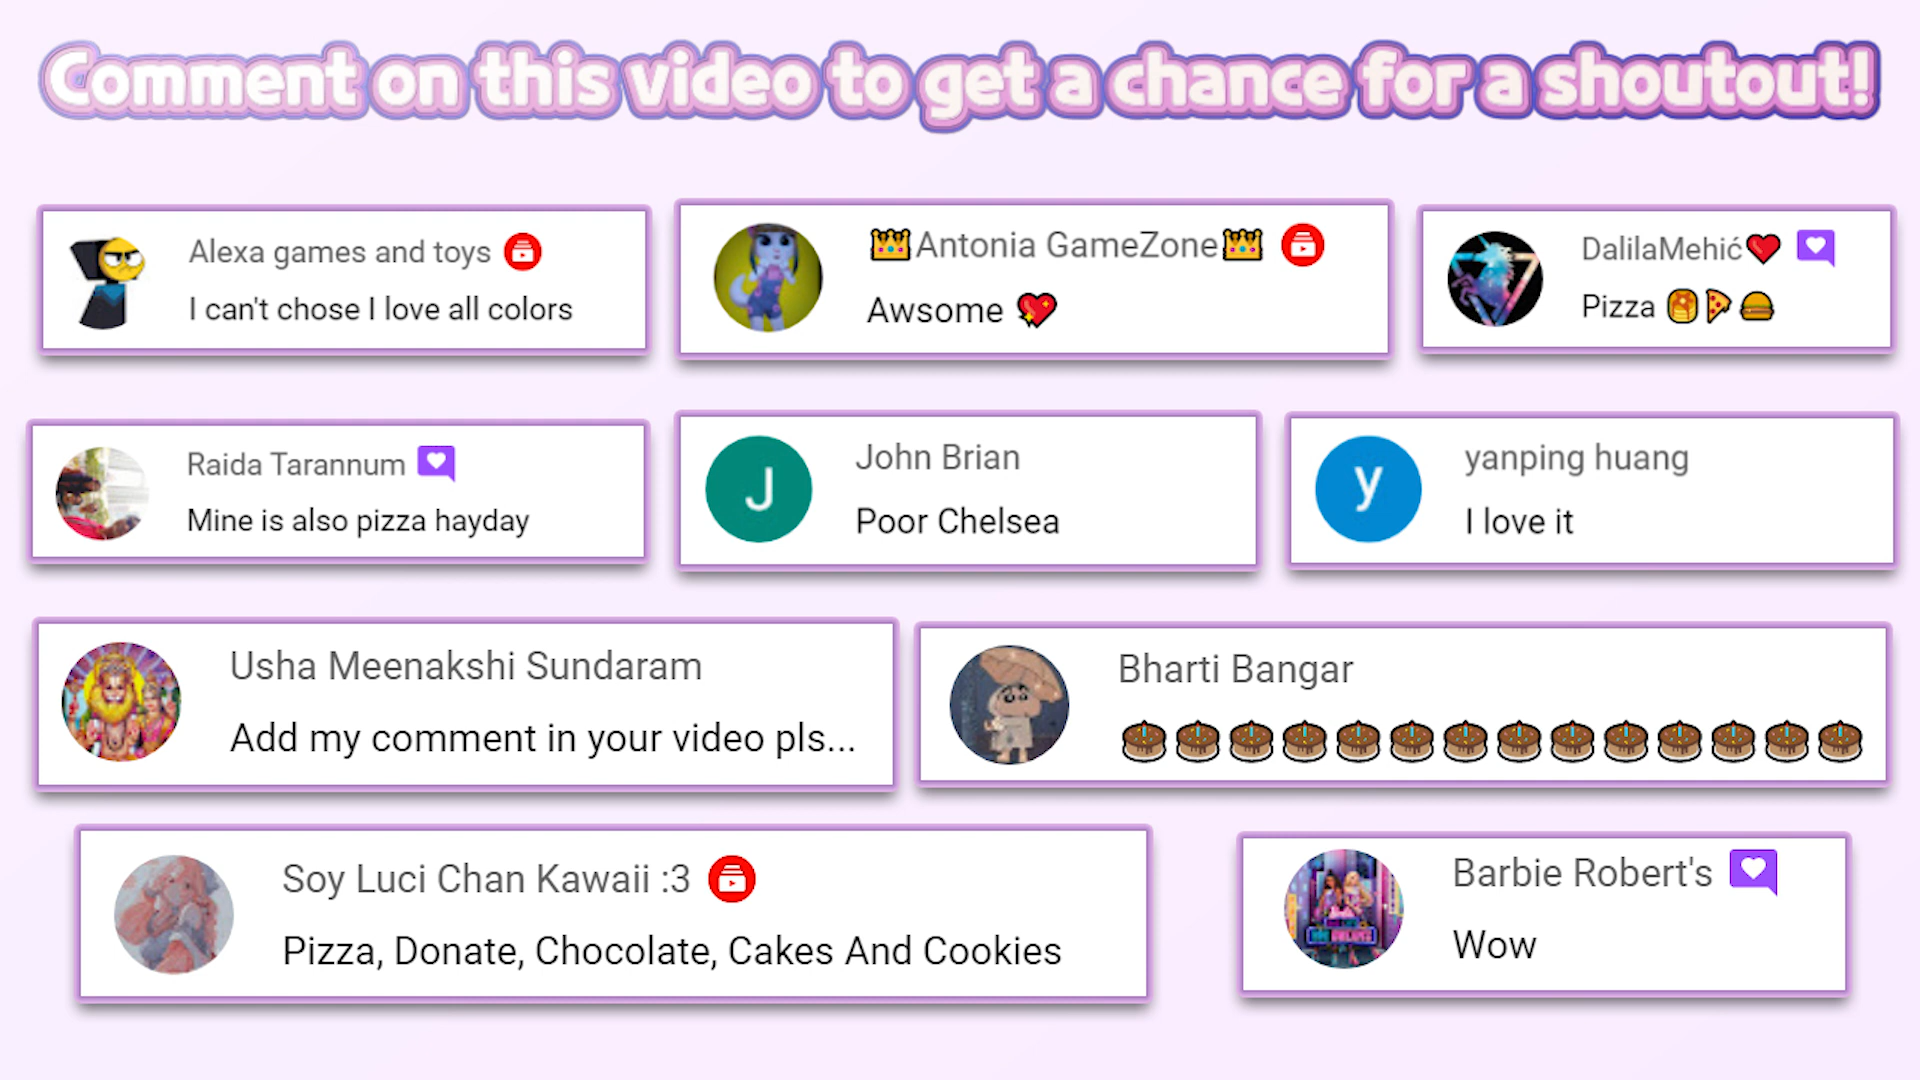 Comment on this video to get a chance for a shoutout!
Alexa games and toys
I can't chose I love all colors
👑Antonia GameZone👑
Awsome 💖
DalilaMehić❤️
Pizza 🥞🍕🍔
Raida Tarannum
Mine is also pizza hayday
John Brian
Poor Chelsea
yanping huang
I love it
Usha Meenakshi Sundaram
Add my comment in your video pls...
Bharti Bangar
🎂🎂🎂🎂🎂🎂🎂🎂🎂🎂🎂🎂🎂🎂
Soy Luci Chan Kawaii :3
Pizza, Donate, Chocolate, Cakes And Cookies
Barbie Robert's
Wow